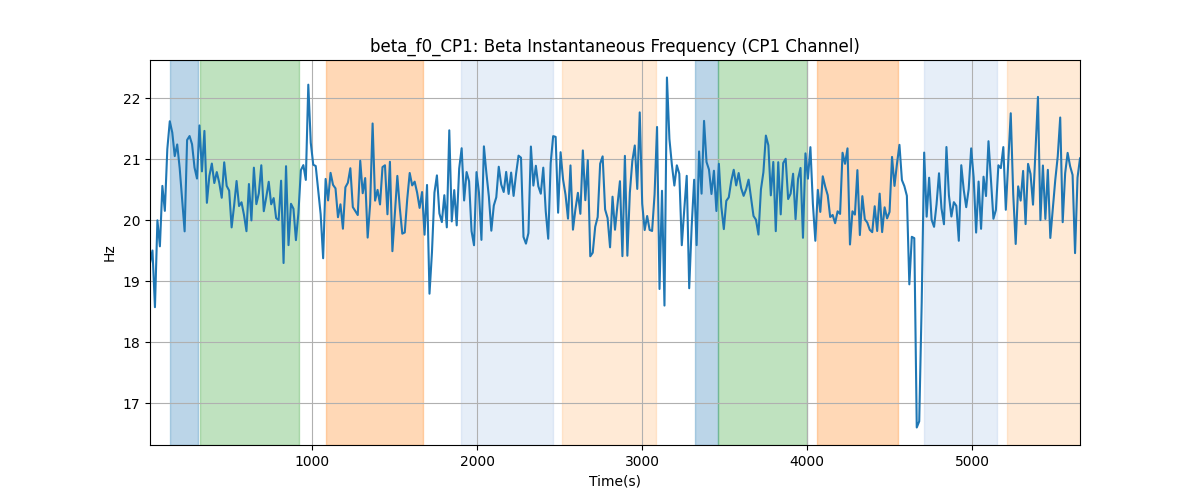 beta_f0_CP1: Beta Instantaneous Frequency (CP1 Channel)
22
21
20
19
18
17
Hz
1000 2000 3000 4000 5000
Time(s)